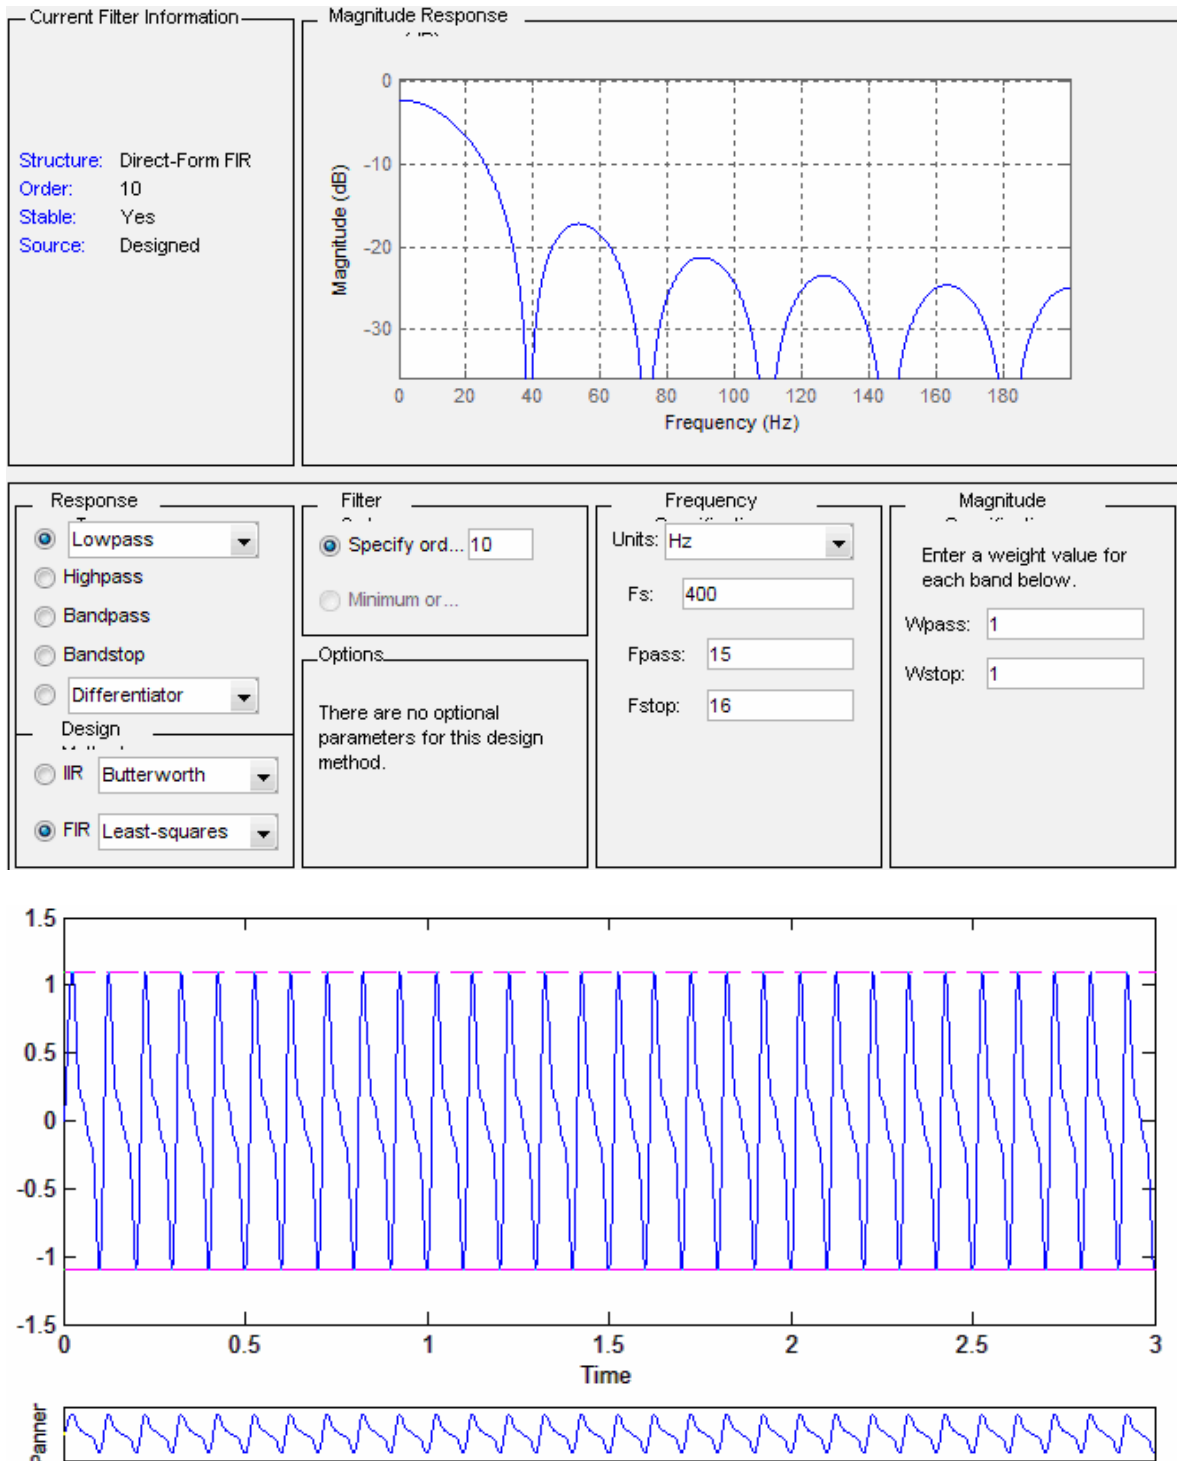 Current Filter Information
Magnitude Response
Structure: Direct-Form FIR
Order: 10
Stable: Yes
Source: Designed
Magnitude (dB)
0
-10
-20
-30
0 20 40 60 80 100 120 140 160 180
Frequency (Hz)
Response
Lowpass
Highpass
Bandpass
Bandstop
Differentiator
Design
IIR Butterworth
FIR Least-squares
Filter
Specify ord... 10
Minimum or...
Options
There are no optional
parameters for this design
method.
Frequency
Units: Hz
Fs: 400
Fpass: 15
Fstop: 16
Magnitude
Enter a weight value for
each band below.
Wpass: 1
Wstop: 1
1.5
1
0.5
0
-0.5
-1
-1.5
0 0.5 1 1.5 2 2.5 3
Time
Panner